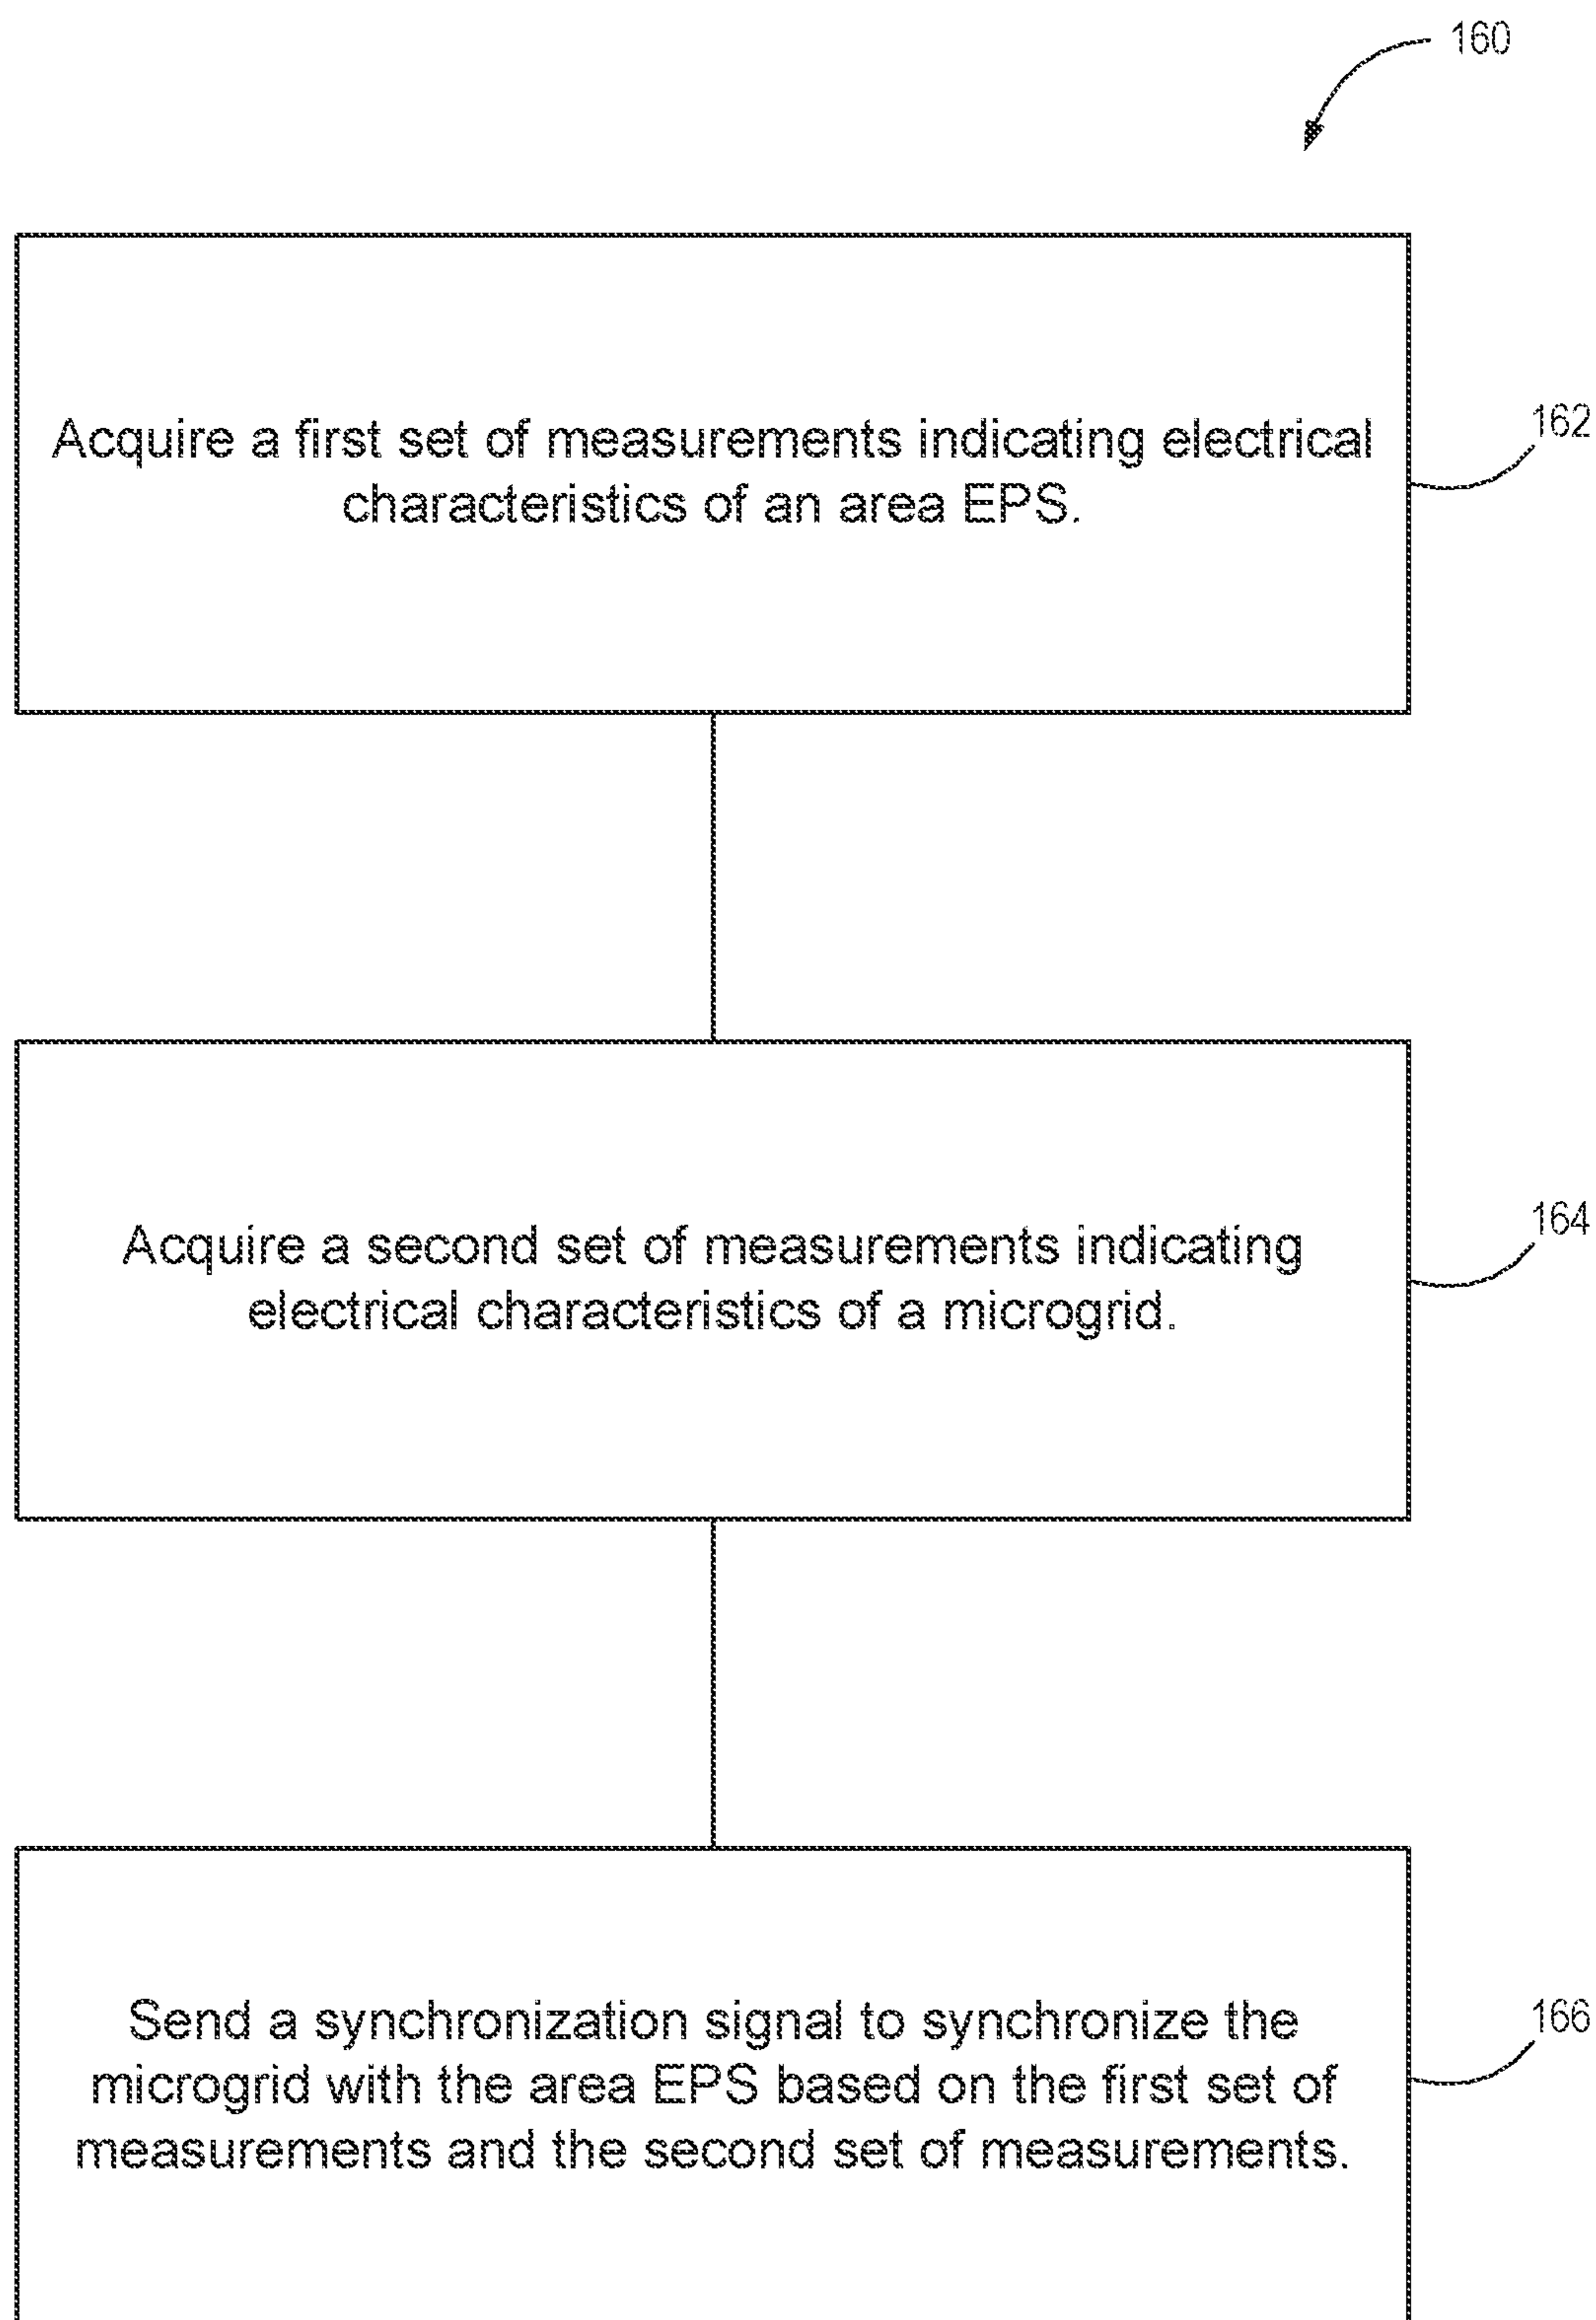 160
Acquire a first set of measurements indicating electrical
characteristics of an area EPS.
162
Acquire a second set of measurements indicating
electrical characteristics of a microgrid.
164
Send a synchronization signal to synchronize the
microgrid with the area EPS based on the first set of
measurements and the second set of measurements.
166